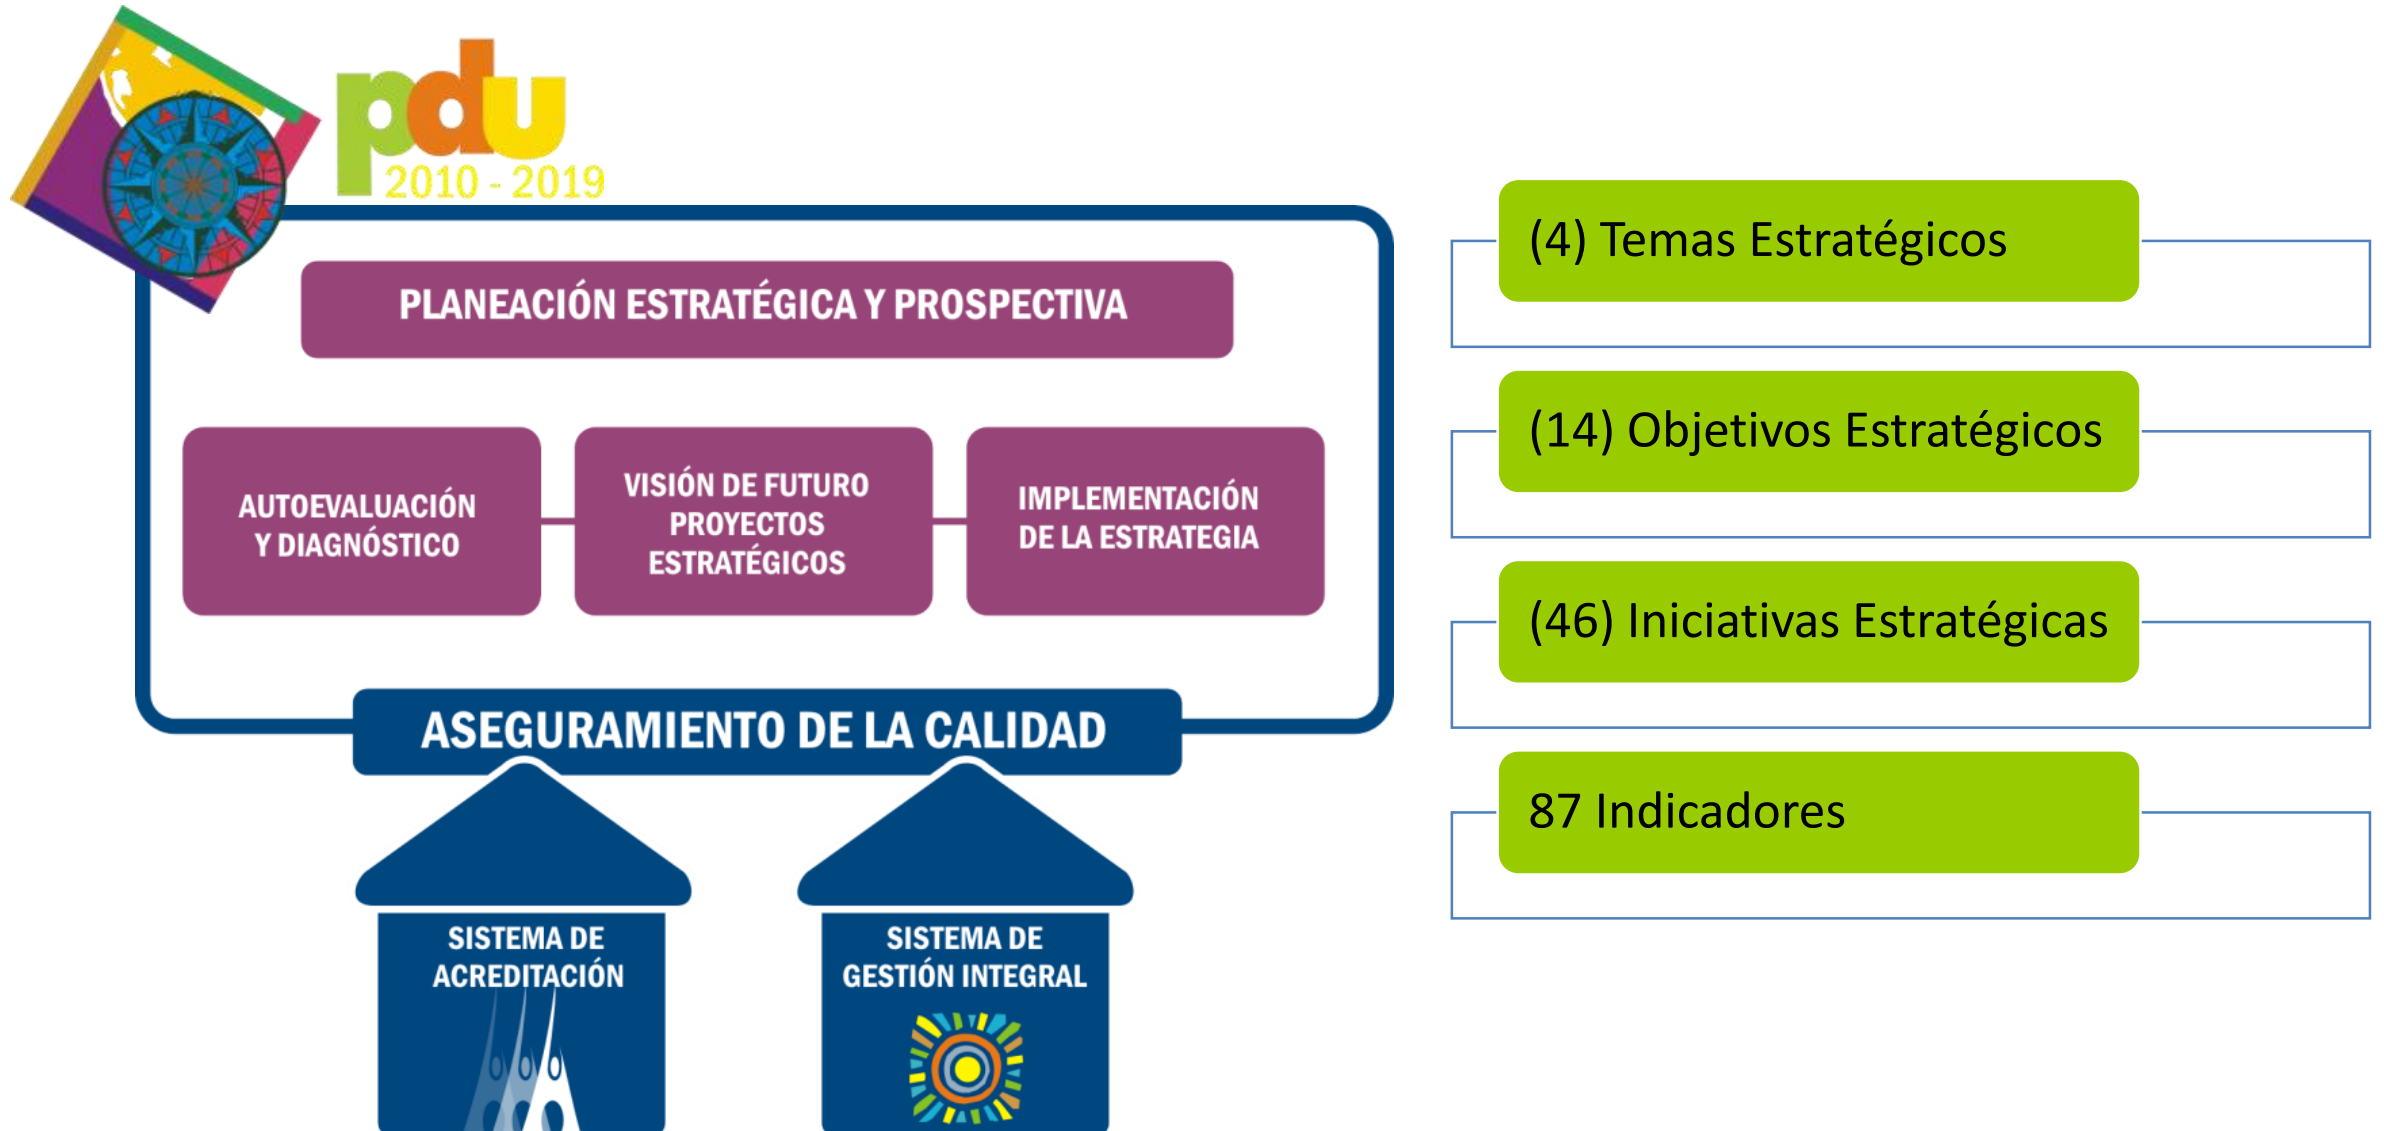 pdu
2010 - 2019
PLANEACIÓN ESTRATÉGICA Y PROSPECTIVA
AUTOEVALUACIÓN
Y DIAGNÓSTICO
VISIÓN DE FUTURO
PROYECTOS
ESTRATÉGICOS
IMPLEMENTACIÓN
DE LA ESTRATEGIA
ASEGURAMIENTO DE LA CALIDAD
SISTEMA DE
ACREDITACIÓN
SISTEMA DE
GESTIÓN INTEGRAL
(4) Temas Estratégicos
(14) Objetivos Estratégicos
(46) Iniciativas Estratégicas
87 Indicadores